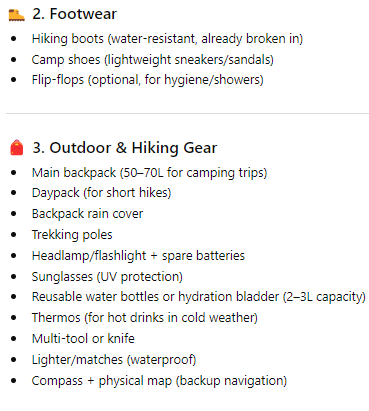 2. Footwear
Hiking boots (water-resistant, already broken in)
Camp shoes (lightweight sneakers/sandals)
Flip-flops (optional, for hygiene/showers)
3. Outdoor & Hiking Gear
Main backpack (50–70L for camping trips)
Daypack (for short hikes)
Backpack rain cover
Trekking poles
Headlamp/flashlight + spare batteries
Sunglasses (UV protection)
Reusable water bottles or hydration bladder (2–3L capacity)
Thermos (for hot drinks in cold weather)
Multi-tool or knife
Lighter/matches (waterproof)
Compass + physical map (backup navigation)